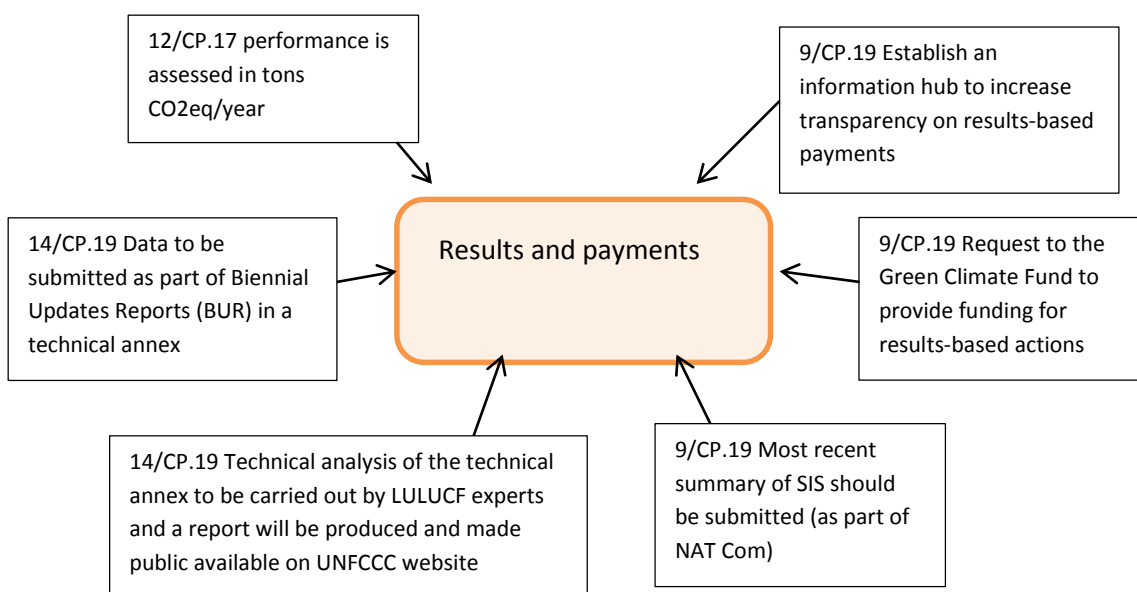 12/CP.17 performance is
assessed in tons
CO2eq/year
9/CP.19 Establish an
information hub to increase
transparency on results-based
payments
Results and payments
14/CP.19 Data to be
submitted as part of Biennial
Updates Reports (BUR) in a
technical annex
9/CP.19 Request to the
Green Climate Fund to
provide funding for
results-based actions
14/CP.19 Technical analysis of the technical
annex to be carried out by LULUCF experts
and a report will be produced and made
public available on UNFCCC website
9/CP.19 Most recent
summary of SIS should
be submitted (as part of
NAT Com)